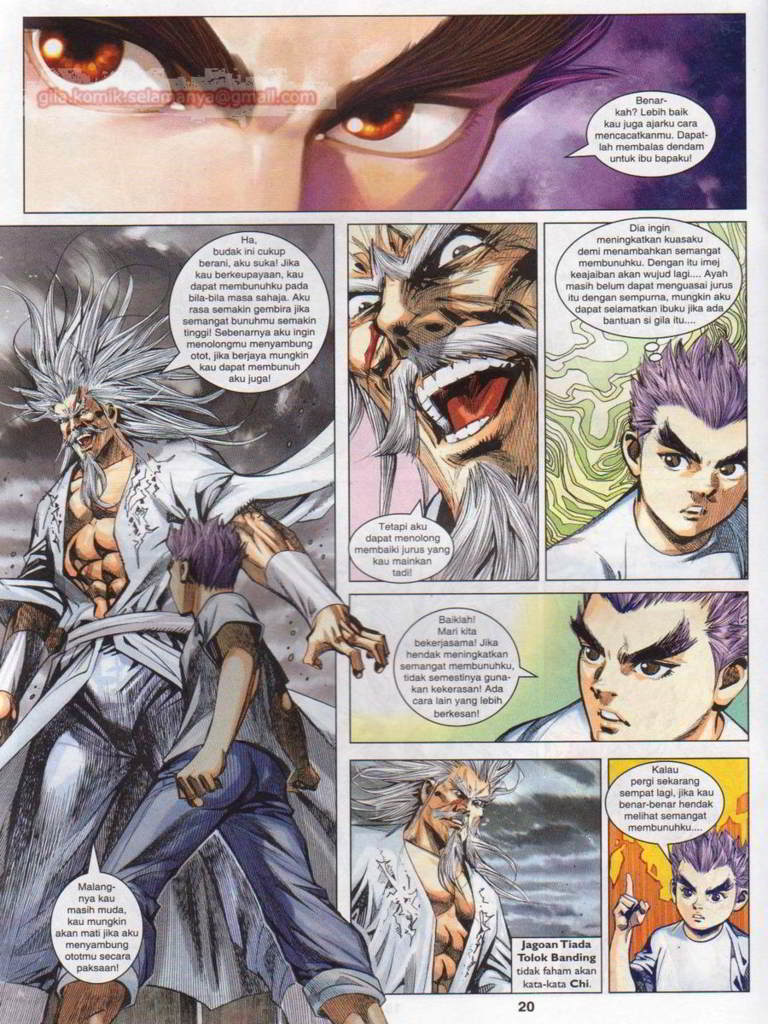 gila.komik.selamanya@gmail.com
Benar-
kah? Lebih baik
kau juga ajarku cara
mencacatkanmu. Dapat-
lah membalas dendam
untuk ibu bapaku!
Ha,
budak ini cukup
berani, aku suka! Jika
kau berkeupayaan, kau
dapat membunuhku pada
bila-bila masa sahaja. Aku
rasa semakin gembira jika
semangat bunuhmu semakin
tinggi! Sebenarnya aku ingin
menolongmu menyambung
otot, jika berjaya mungkin
kau dapat membunuh
aku juga!
Malang-
nya kau
masih muda,
kau mungkin
akan mati jika aku
menyambung
ototmu secara
paksaan!
Tetapi aku
dapat menolong
membaiki jurus yang
kau mainkan
tadi!
Dia ingin
meningkatkan kuasaku
demi menambahkan semangat
membunuhku. Dengan itu imej
keajaiban akan wujud lagi.... Ayah
masih belum dapat menguasai jurus
itu dengan sempurna, mungkin aku
dapat selamatkan ibuku jika ada
bantuan si gila itu....
Baiklah!
Mari kita
bekerjasama! Jika
hendak meningkatkan
semangat membunuhku,
tidak semestinya guna-
kan kekerasan! Ada
cara lain yang lebih
berkesan!
Jagoan Tiada
Tolok Banding
tidak faham akan
kata-kata Chi.
Kalau
pergi sekarang
sempat lagi, jika kau
benar-benar hendak
melihat semangat
membunuhku....
20